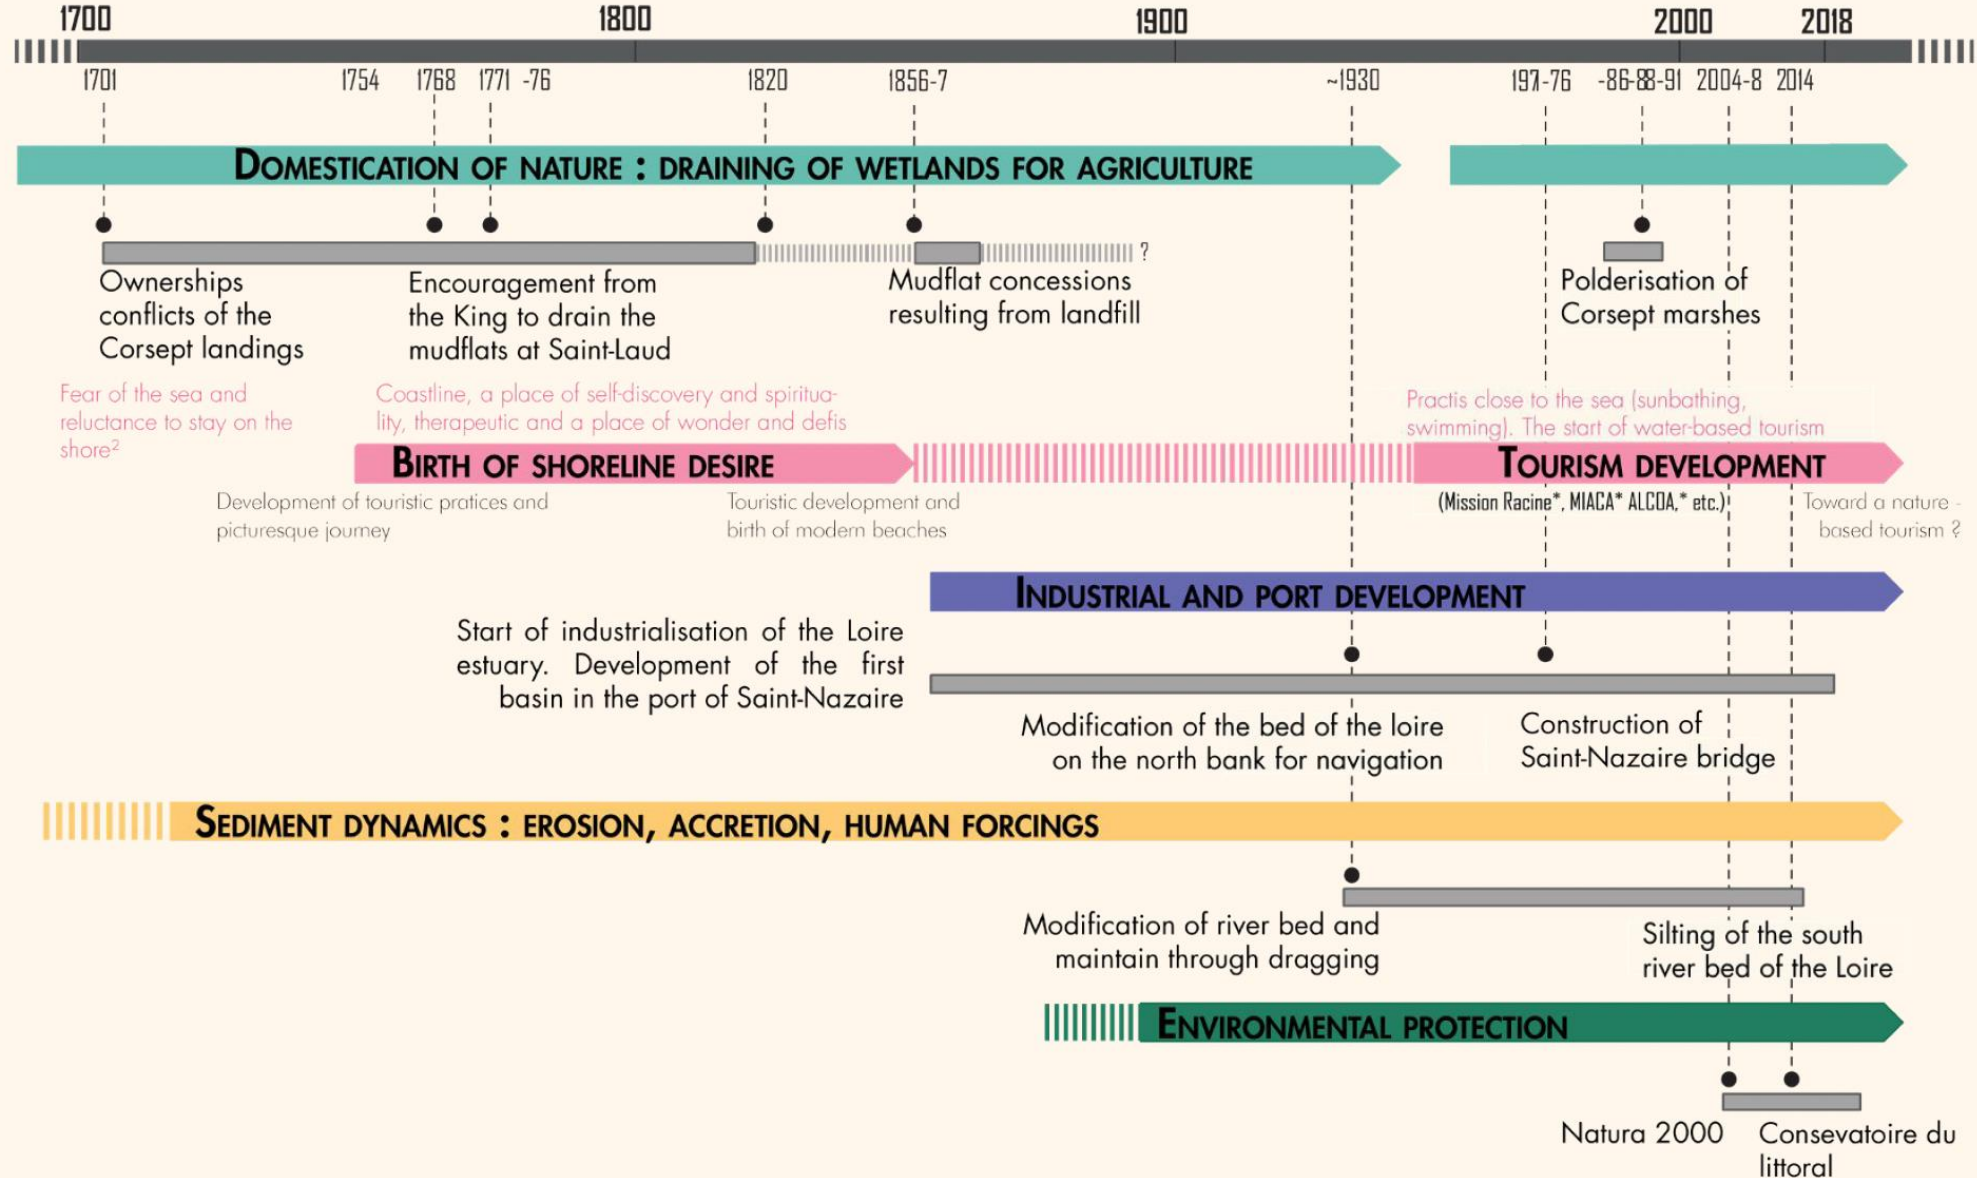 1700 1800 1900 2000 2018
1701 1754 1768 1771 -76 1820 1856-7 ~1930 1971-76 -86-88-91 2004-8 2014
DOMESTICATION OF NATURE : DRAINING OF WETLANDS FOR AGRICULTURE
?
Ownerships
conflicts of the
Corsept landings
Encouragement from
the King to drain the
mudflats at Saint-Laud
Mudflat concessions
resulting from landfill
Polderisation of
Corsept marshes
Fear of the sea and
reluctance to stay on the
shore²
Coastline, a place of self-discovery and spiritua-
lity, therapeutic and a place of wonder and defis
Practis close to the sea (sunbathing,
swimming). The start of water-based tourism
BIRTH OF SHORELINE DESIRE
TOURISM DEVELOPMENT
Development of touristic pratices and
picturesque journey
Touristic development and
birth of modern beaches
(Mission Racine*, MIACA* ALCOA,* etc.)
Toward a nature -
based tourism ?
INDUSTRIAL AND PORT DEVELOPMENT
Start of industrialisation of the Loire
estuary. Development of the first
basin in the port of Saint-Nazaire
Modification of the bed of the loire
on the north bank for navigation
Construction of
Saint-Nazaire bridge
SEDIMENT DYNAMICS : EROSION, ACCRETION, HUMAN FORCINGS
Modification of river bed and
maintain through dragging
Silting of the south
river bed of the Loire
ENVIRONMENTAL PROTECTION
Natura 2000
Consevatoire du
littoral